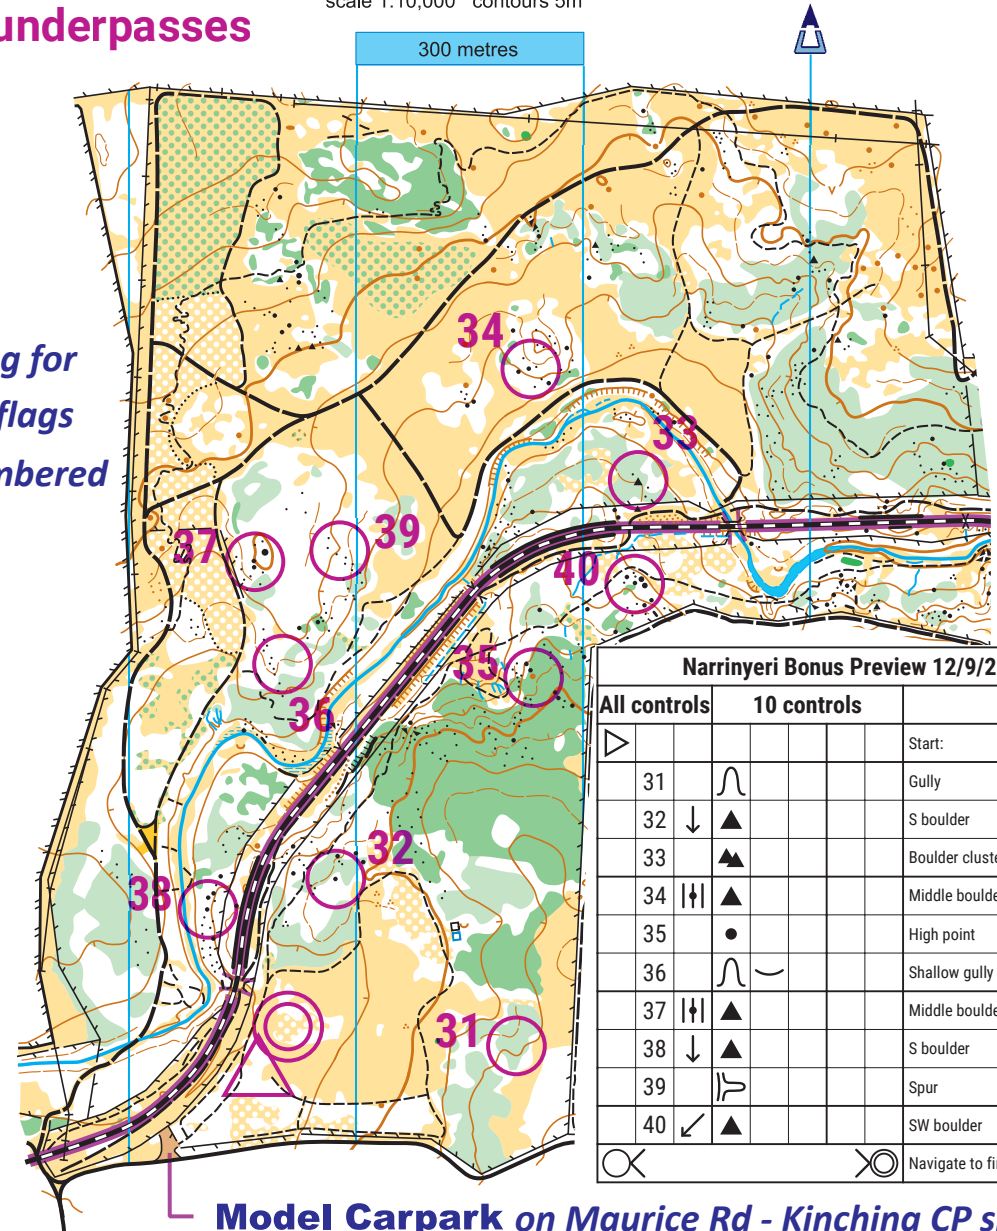 scale 1:10,000 contours 5m
underpasses
300 metres
g for
flags
mbered
34
33
37
39
40
35
36
32
38
31
Narrinyeri Bonus Preview 12/9/2
All controls 10 controls
Start:
31 Gully
32 S boulder
33 Boulder cluste
34 Middle boulde
35 High point
36 Shallow gully
37 Middle boulde
38 S boulder
39 Spur
40 SW boulder
Navigate to fi
Model Carpark on Maurice Rd - Kinching CP s